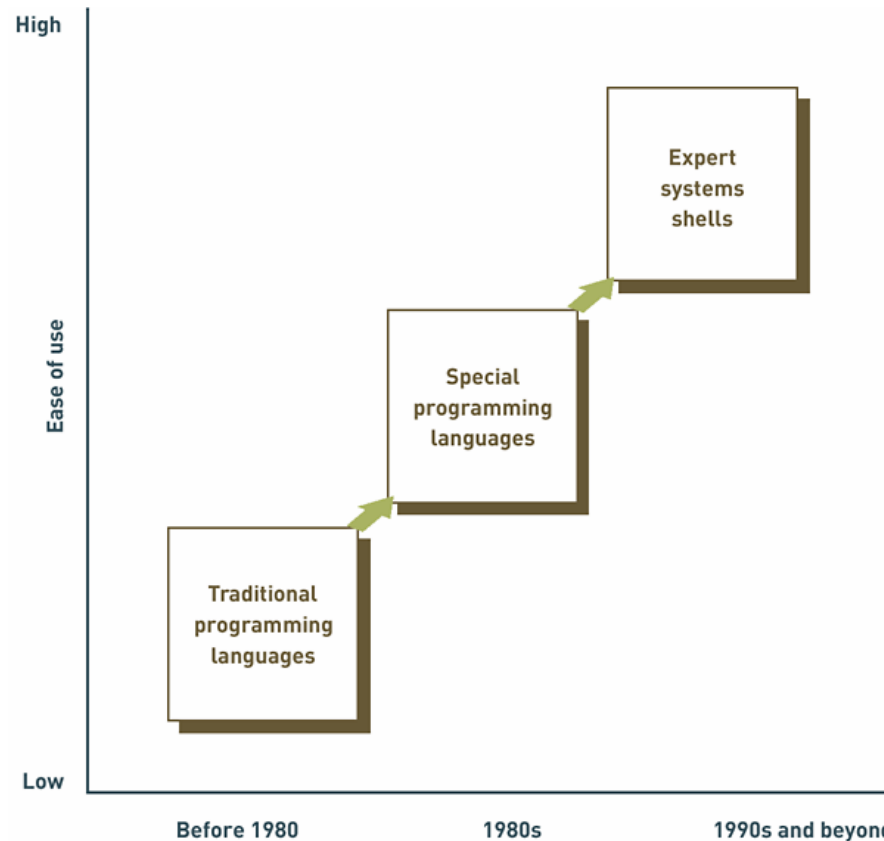 High
Expert
systems
shells
Ease of use
Special
programming
languages
Traditional
programming
languages
Low
Before 1980
1980s
1990s and beyond